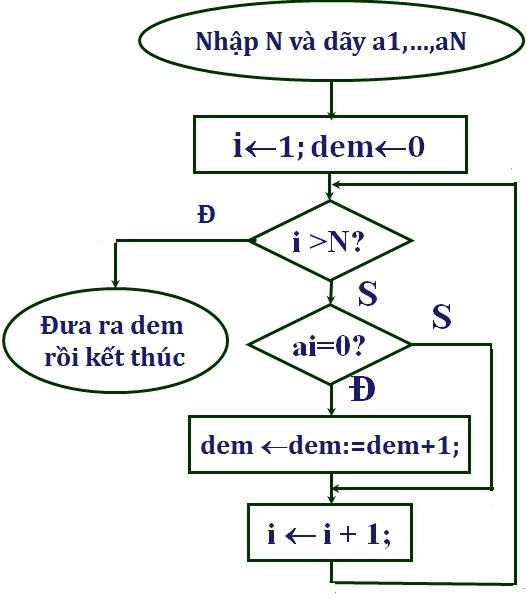 Nhập N và dãy a1,...,aN
i←1; dem←0
Đ
i >N?
S
Đưa ra dem
rồi kết thúc
ai=0?
S
Đ
dem ←dem:=dem+1;
i ← i + 1;